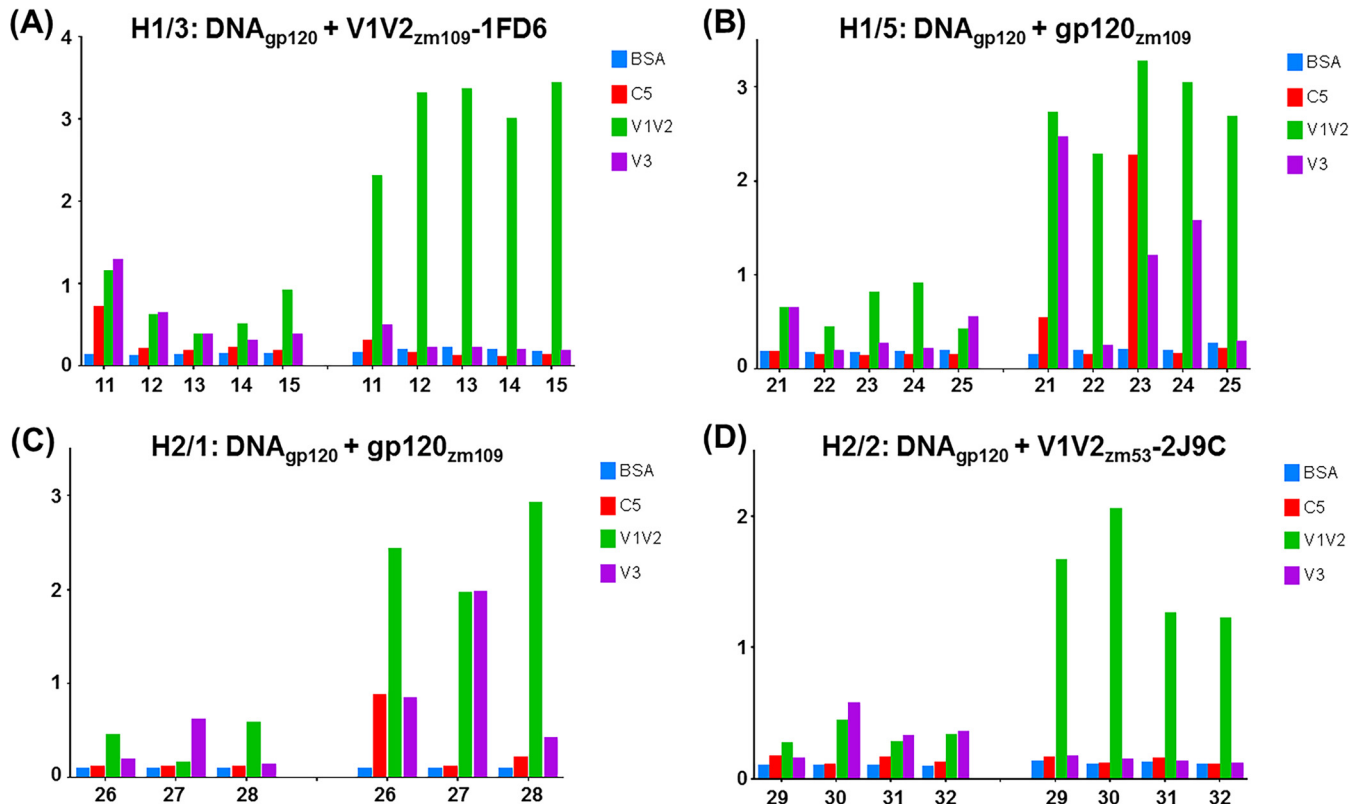 (A) H1/3: DNAgp120 + V1V2zm109-1FD6
4
3
2
1
0
BSA
C5
V1V2
V3
11 12 13 14 15 11 12 13 14 15
(B) H1/5: DNAgp120 + gp120zm109
3
2
1
0
BSA
C5
V1V2
V3
21 22 23 24 25 21 22 23 24 25
(C) H2/1: DNAgp120 + gp120zm109
3
2
1
0
BSA
C5
V1V2
V3
26 27 28 26 27 28
(D) H2/2: DNAgp120 + V1V2zm53-2J9C
2
1
0
BSA
C5
V1V2
V3
29 30 31 32 29 30 31 32